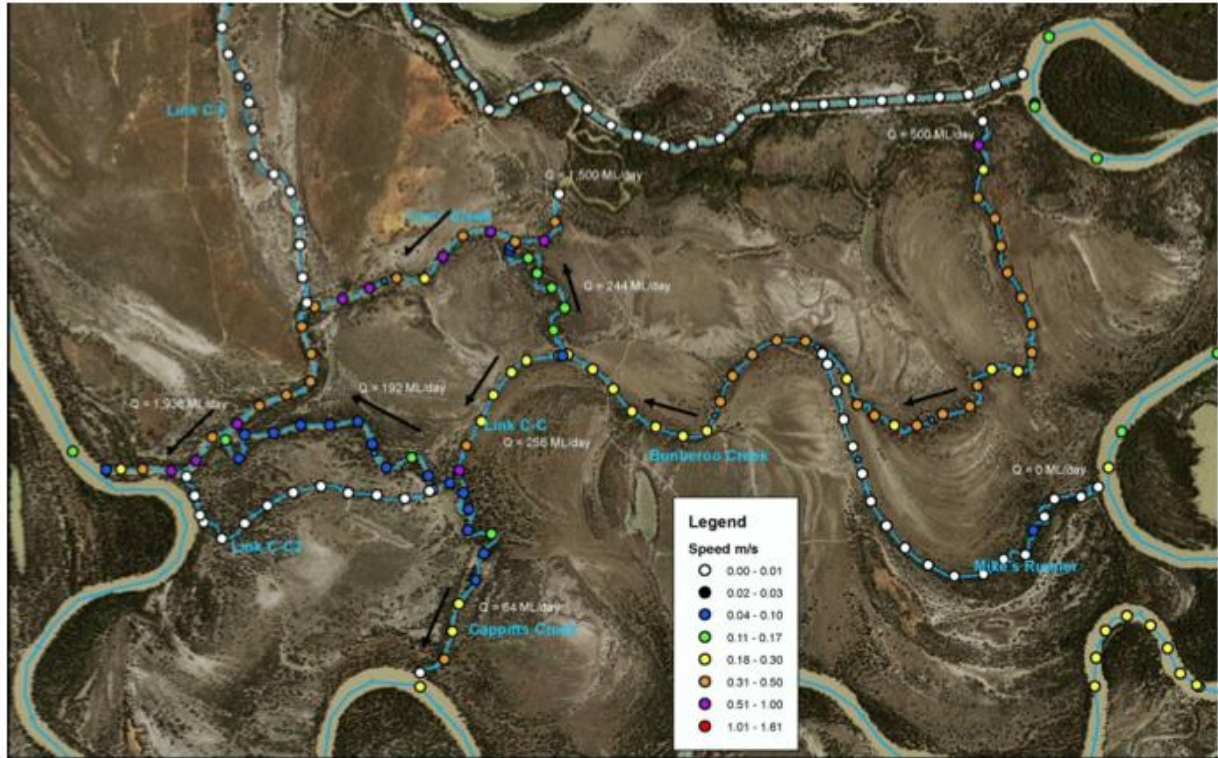 Link C-
Q = 500 ML/day
Q = 1,500 ML/day
Creek
Q = 244 ML/day
Q = 192 ML/day
Q = 1,936 ML/day
Link C-C
Q = 256 ML/day
Bunberoo Creek
Q = 0 ML/day
Link C-C2
Mike's Runner
Q = 64 ML/day
Cappitts Creek
Legend
Speed m/s
0.00 - 0.01
0.02 - 0.03
0.04 - 0.10
0.11 - 0.17
0.18 - 0.30
0.31 - 0.50
0.51 - 1.00
1.01 - 1.61